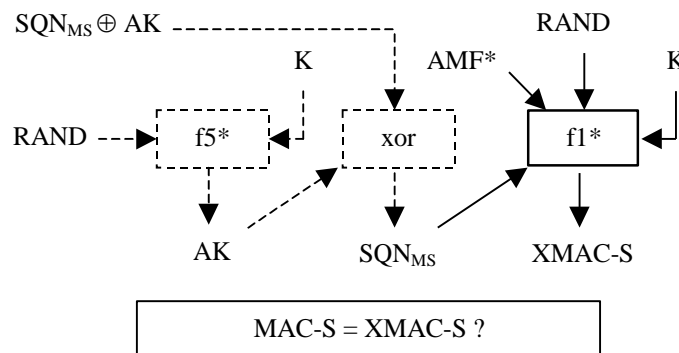 SQN_MS ⊕ AK
RAND
K
AMF*
K
RAND
f5*
xor
f1*
AK
SQN_MS
XMAC-S
MAC-S = XMAC-S ?